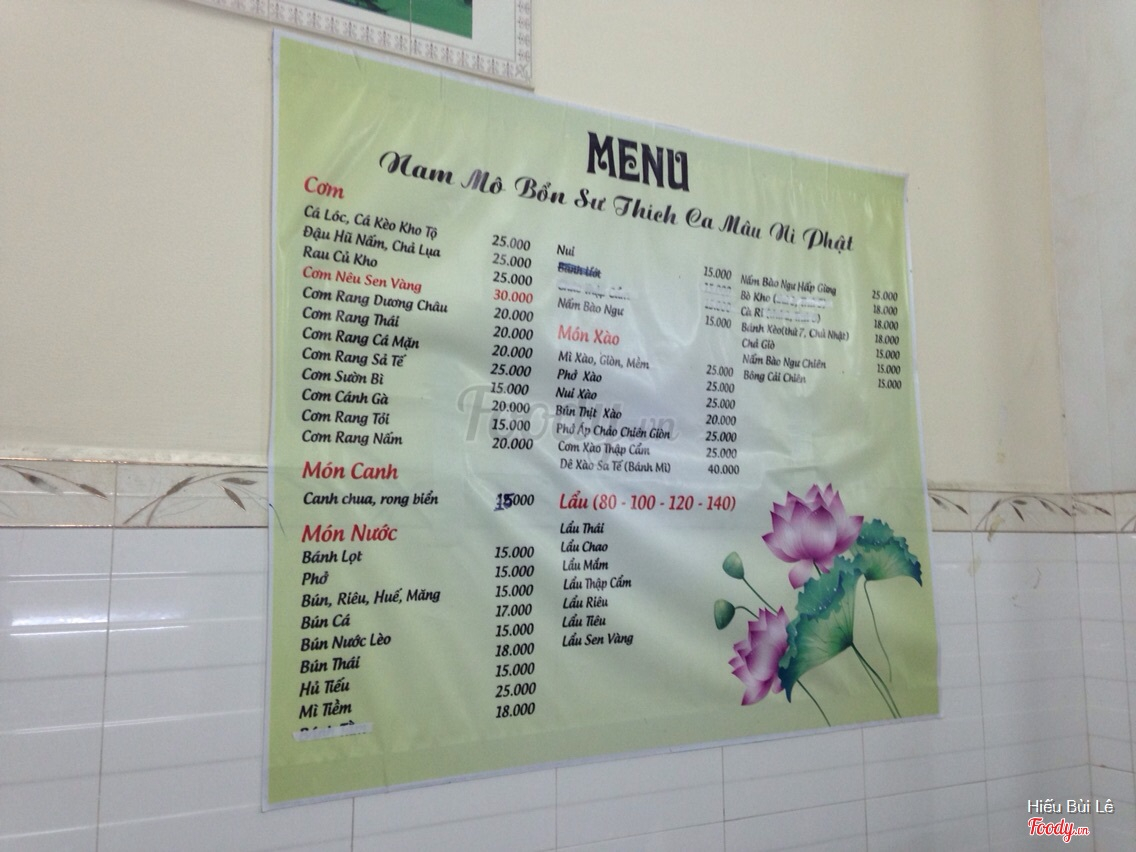 MENU
Nam Mô Bổn Sư Thích Ca Mâu Ni Phật
Cơm
Cá Lóc, Cá Kèo Kho Tộ 25.000
Đậu Hũ Nấm, Chả Lụa 25.000
Rau Củ Kho 25.000
Cơm Nêu Sen Vàng 30.000
Cơm Rang Dương Châu 20.000
Cơm Rang Thái 20.000
Cơm Rang Cá Mặn 20.000
Cơm Rang Sả Tế 25.000
Cơm Sườn Bì 15.000
Cơm Cánh Gà 20.000
Cơm Rang Tỏi 15.000
Cơm Rang Nấm 20.000
Món Canh
Canh chua, rong biển 15.000
Món Nước
Bánh Lọt 15.000
Phở 15.000
Bún, Riêu, Huế, Măng 15.000
Bún Cá 17.000
Bún Nước Lèo 15.000
Bún Thái 18.000
Hủ Tiếu 15.000
Mì Tiềm 25.000
18.000
Nui 15.000
Nấm Bào Ngư 15.000
Món Xào
Mì Xào, Giòn, Mềm 25.000
Phở Xào 25.000
Nui Xào 25.000
Bún Thịt Xào 20.000
Phở Áp Chảo Chiên Giòn 25.000
Cơm Xào Thập Cẩm 25.000
Dê Xào Sa Tế (Bánh Mì) 40.000
Lẩu (80 - 100 - 120 - 140)
Lẩu Thái
Lẩu Chao
Lẩu Mắm
Lẩu Thập Cẩm
Lẩu Riêu
Lẩu Tiêu
Lẩu Sen Vàng
Nấm Bào Ngư Hấp Gừng 25.000
Bò Kho 18.000
Cà Ri 18.000
Bánh Xèo(thứ 7, Chủ Nhật) 18.000
Chả Giò 15.000
Nấm Bào Ngư Chiên 15.000
Bông Cải Chiên 15.000
Foody.vn
Hiếu Bùi Lê
Foody.vn